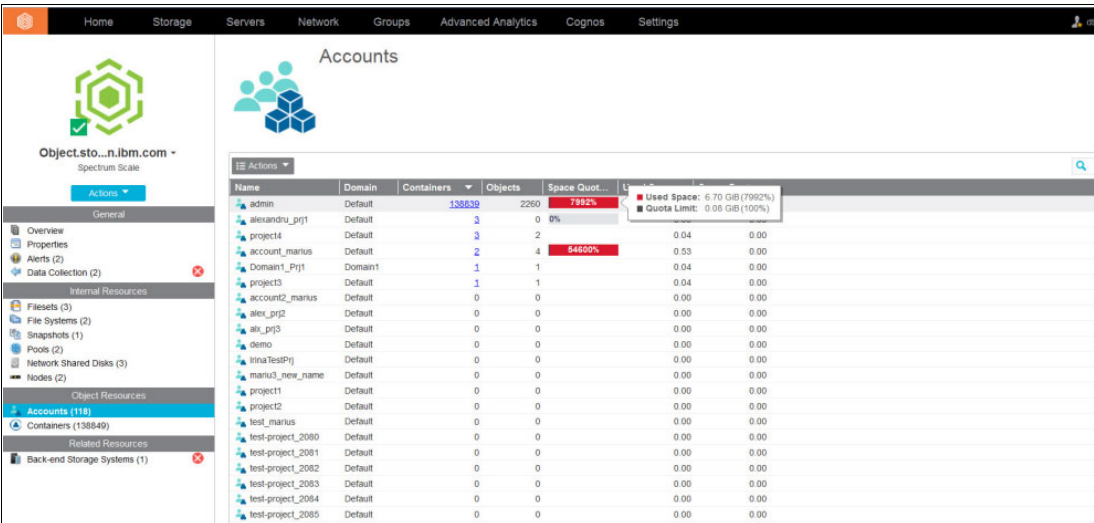 Home Storage Servers Network Groups Advanced Analytics Cognos Settings
Accounts
Object.sto...n.ibm.com
Spectrum Scale
Actions
General
Overview
Properties
Alerts (2)
Data Collection (2)
Internal Resources
Filesets (3)
File Systems (2)
Snapshots (1)
Pools (2)
Network Shared Disks (3)
Nodes (2)
Object Resources
Accounts (118)
Containers (138849)
Related Resources
Back-end Storage Systems (1)
Actions
Name Domain Containers Objects Space Quot...
Used Space: 6.70 GiB (7992%)
Quota Limit: 0.08 GiB (100%)
admin Default 138839 2260 7992%
alexandru_prj1 Default 3 0 0%
project4 Default 3 2 0.04 0.00
account_marius Default 2 4 54600% 0.53 0.00
Domain1_Prj1 Domain1 1 1 0.04 0.00
project3 Default 1 1 0.04 0.00
account2_marius Default 0 0 0.00 0.00
alex_prj2 Default 0 0 0.00 0.00
alx_prj3 Default 0 0 0.00 0.00
demo Default 0 0 0.00 0.00
IrinaTestPrj Default 0 0 0.00 0.00
mariu3_new_name Default 0 0 0.00 0.00
project1 Default 0 0 0.00 0.00
project2 Default 0 0 0.00 0.00
test_marius Default 0 0 0.00 0.00
test-project_2080 Default 0 0 0.00 0.00
test-project_2081 Default 0 0 0.00 0.00
test-project_2082 Default 0 0 0.00 0.00
test-project_2083 Default 0 0 0.00 0.00
test-project_2084 Default 0 0 0.00 0.00
test-project_2085 Default 0 0 0.00 0.00